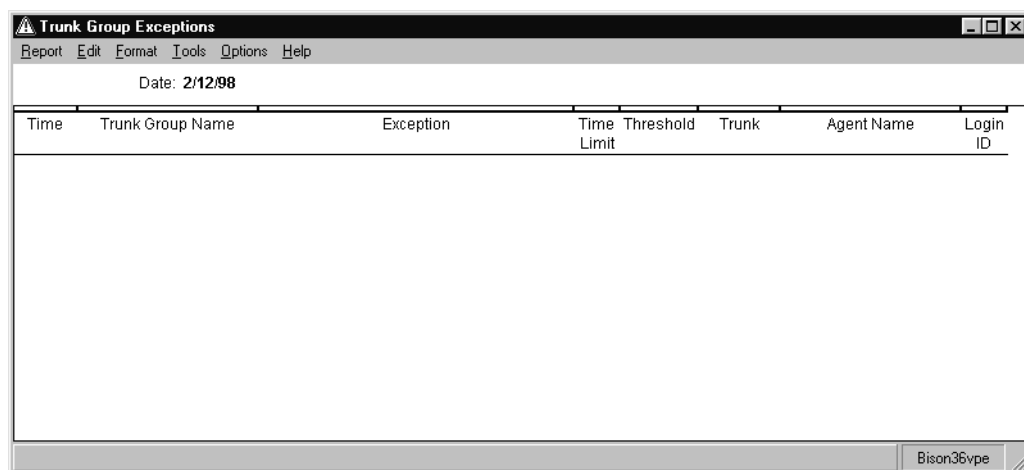 Trunk Group Exceptions
Report Edit Format Tools Options Help
Date: 2/12/98
Time Trunk Group Name Exception Time Threshold Trunk Agent Name Login
Limit ID
Bison36vpe